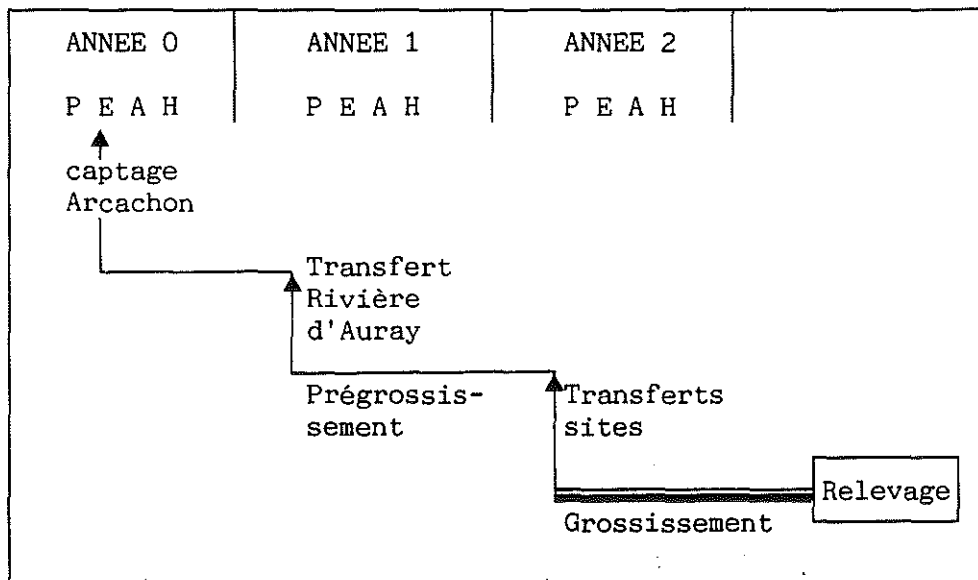 ANNEE 0 ANNEE 1 ANNEE 2
P E A H P E A H P E A H
captage
Arcachon
Transfert
Rivière
d'Auray
Prégrossis-
sement
Transferts
sites
Relevage
Grossissement